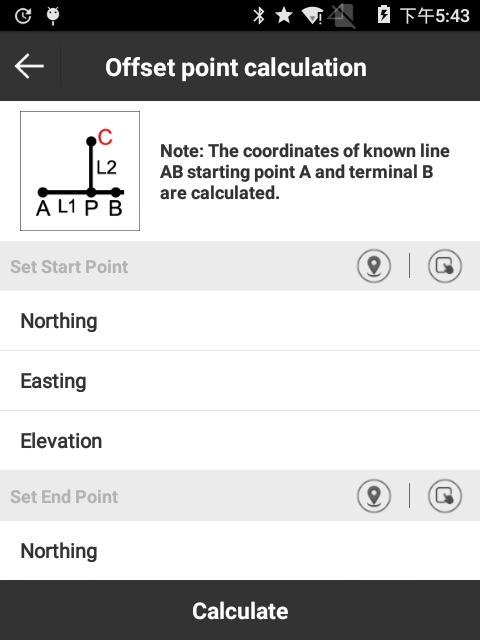 下午5:43
Offset point calculation
C
L2
A L1 P B
Note: The coordinates of known line
AB starting point A and terminal B
are calculated.
Set Start Point
Northing
Easting
Elevation
Set End Point
Northing
Calculate